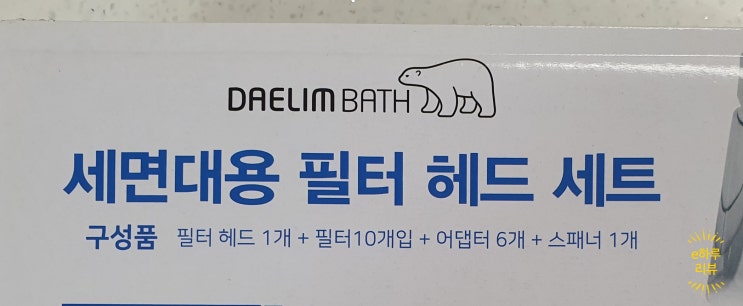 DAELIM BATH
세면대용 필터 헤드 세트
구성품 필터 헤드 1개 + 필터10개입 + 어댑터 6개 + 스패너 1개
e하루
리뷰